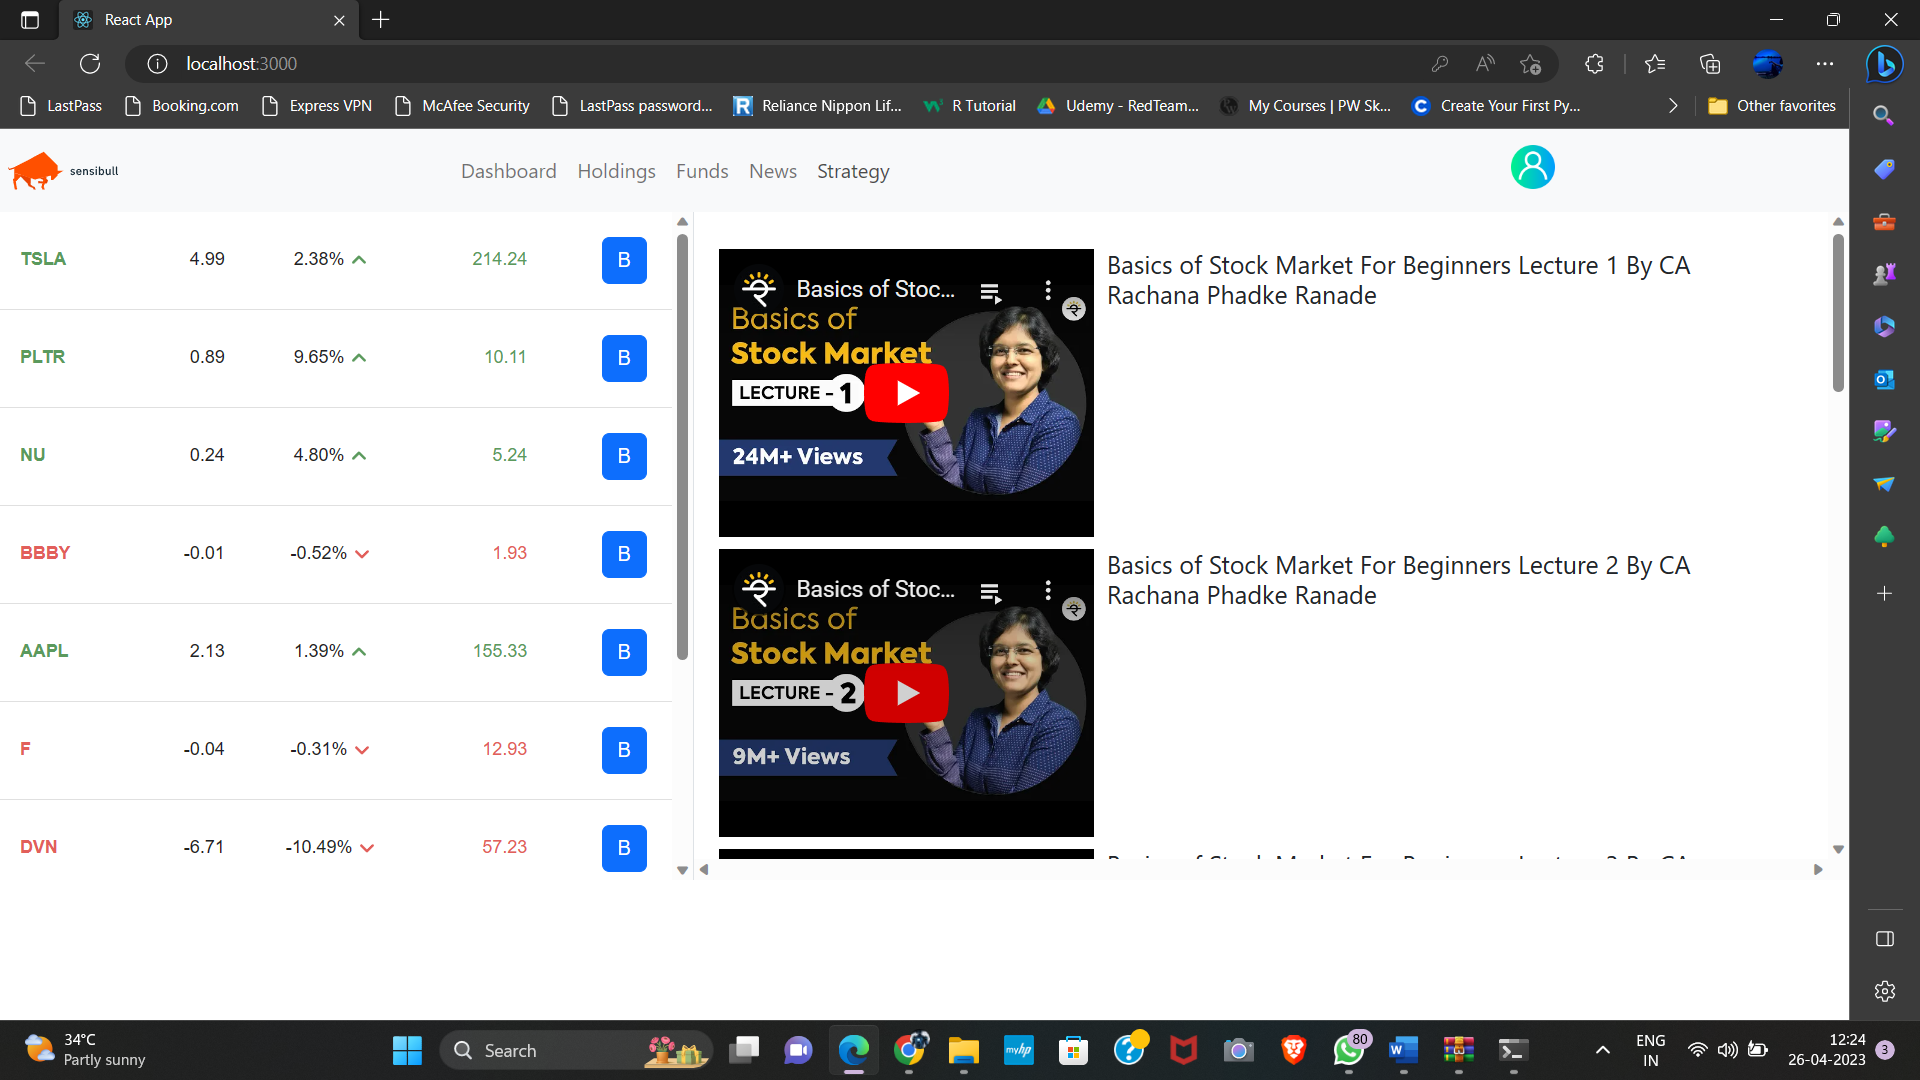 React App
localhost:3000
LastPass
Booking.com
Express VPN
McAfee Security
LastPass password...
Reliance Nippon Lif...
R Tutorial
Udemy - RedTeam...
My Courses | PW Sk...
Create Your First Py...
Other favorites
sensibull
Dashboard
Holdings
Funds
News
Strategy
TSLA 4.99 2.38% 214.24 B
PLTR 0.89 9.65% 10.11 B
NU 0.24 4.80% 5.24 B
BBBY -0.01 -0.52% 1.93 B
AAPL 2.13 1.39% 155.33 B
F -0.04 -0.31% 12.93 B
DVN -6.71 -10.49% 57.23 B
Basics of Stoc...
Basics of
Stock Market
LECTURE - 1
24M+ Views
Basics of Stock Market For Beginners Lecture 1 By CA
Rachana Phadke Ranade
Basics of Stoc...
Basics of
Stock Market
LECTURE - 2
9M+ Views
Basics of Stock Market For Beginners Lecture 2 By CA
Rachana Phadke Ranade
34°C
Partly sunny
Search
myhp
80
ENG
IN
12:24
26-04-2023
3